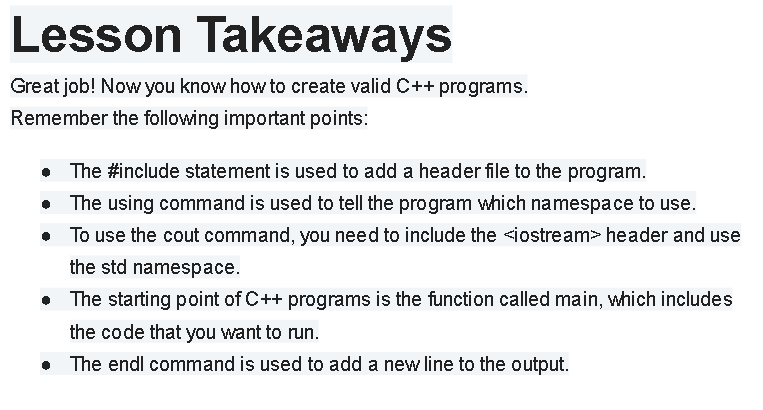 Lesson Takeaways
Great job! Now you know how to create valid C++ programs.
Remember the following important points:
● The #include statement is used to add a header file to the program.
● The using command is used to tell the program which namespace to use.
● To use the cout command, you need to include the <iostream> header and use
the std namespace.
● The starting point of C++ programs is the function called main, which includes
the code that you want to run.
● The endl command is used to add a new line to the output.